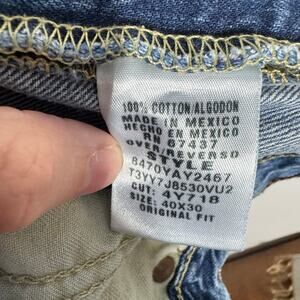 100% COTTON/ALGODON
MADE IN MEXICO
HECHO EN MEXICO
RN 67437
OVER/REVERSO
STYLE
8470YAY2467
T3YY7J8530VU2
CUT: 4Y718
SIZE: 40X30
ORIGINAL FIT